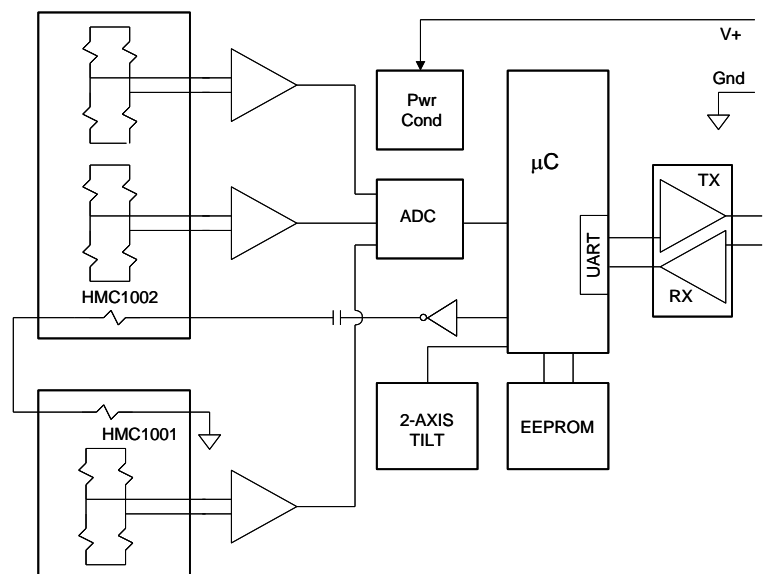 V+
Gnd
Pwr
Cond
μC
TX
ADC
UART
RX
HMC1002
HMC1001
2-AXIS
TILT
EEPROM